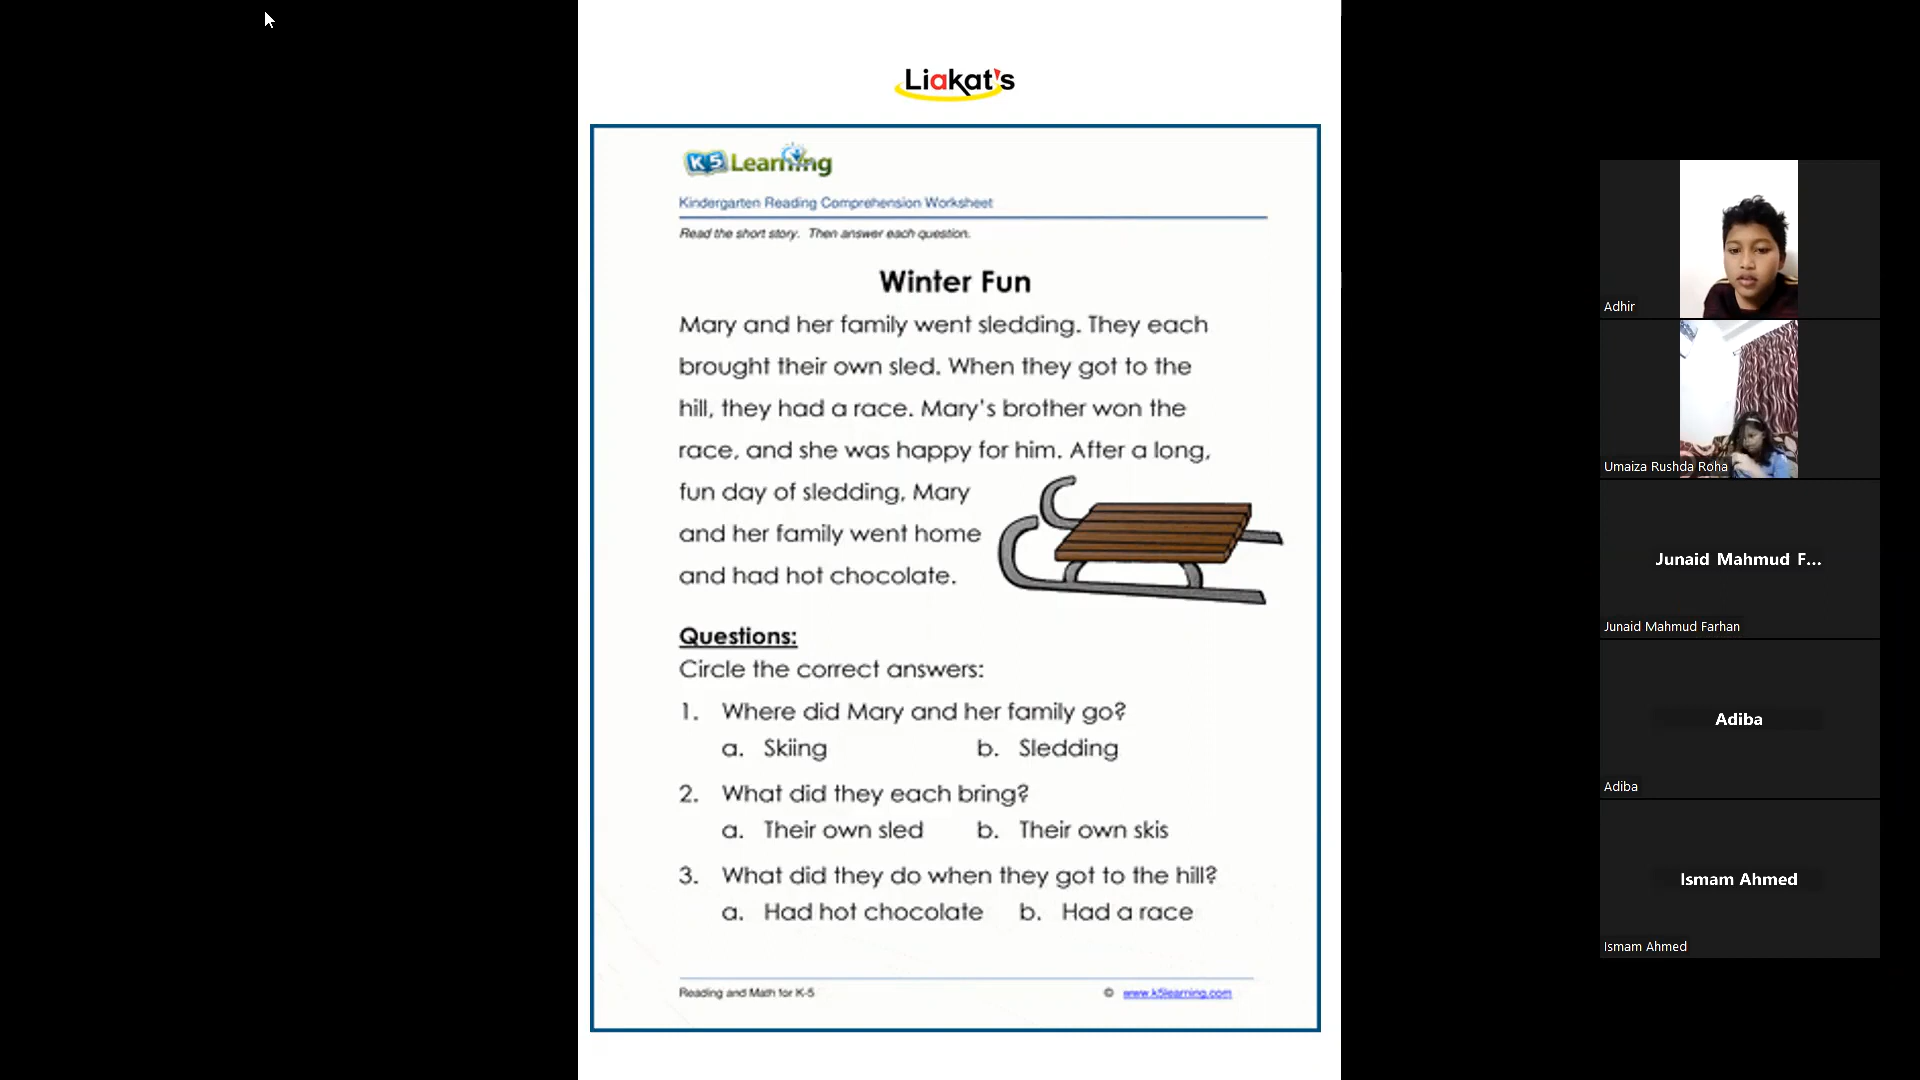 Liakat's
K5 Learning
Kindergarten Reading Comprehension Worksheet
Read the short story. Then answer each question.
Winter Fun
Mary and her family went sledding. They each
brought their own sled. When they got to the
hill, they had a race. Mary's brother won the
race, and she was happy for him. After a long,
fun day of sledding, Mary
and her family went home
and had hot chocolate.
Questions:
Circle the correct answers:
1. Where did Mary and her family go?
a. Skiing b. Sledding
2. What did they each bring?
a. Their own sled b. Their own skis
3. What did they do when they got to the hill?
a. Had hot chocolate b. Had a race
Reading and Math for K-5 © www.k5learning.com
Adhir
Umaiza Rushda Roha
Junaid Mahmud F...
Junaid Mahmud Farhan
Adiba
Adiba
Ismam Ahmed
Ismam Ahmed